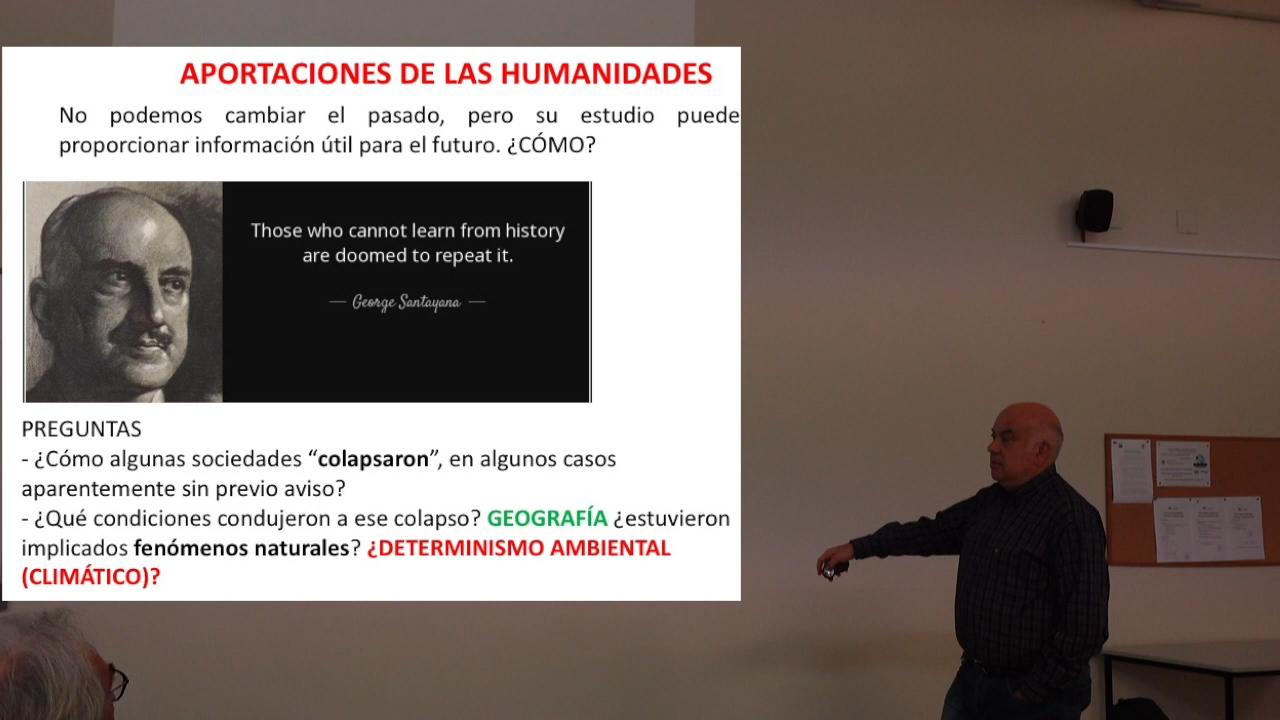 APORTACIONES DE LAS HUMANIDADES
No podemos cambiar el pasado, pero su estudio puede
proporcionar información útil para el futuro. ¿CÓMO?
Those who cannot learn from history
are doomed to repeat it.
— George Santayana —
PREGUNTAS
- ¿Cómo algunas sociedades “colapsaron”, en algunos casos
aparentemente sin previo aviso?
- ¿Qué condiciones condujeron a ese colapso? GEOGRAFÍA ¿estuvieron
implicados fenómenos naturales? ¿DETERMINISMO AMBIENTAL
(CLIMÁTICO)?